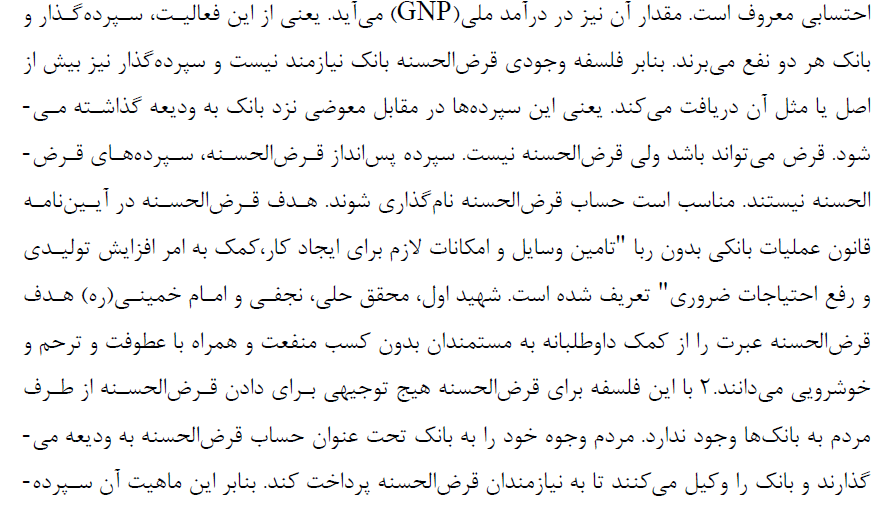 احتسابی معروف است. مقدار آن نیز در درآمد ملی(GNP) می‌آید. یعنی از این فعالیت، سپرده‌گذار و
بانک هر دو نفع می‌برند. بنابر فلسفه وجودی قرض‌الحسنه بانک نیازمند نیست و سپرده‌گذار نیز بیش از
اصل یا مثل آن دریافت می‌کند. یعنی این سپرده‌ها در مقابل معوضی نزد بانک به ودیعه گذاشته می-
شود. قرض می‌تواند باشد ولی قرض‌الحسنه نیست. سپرده پس‌انداز قرض‌الحسنه، سپرده‌های قرض-
الحسنه نیستند. مناسب است حساب قرض‌الحسنه نام‌گذاری شوند. هدف قرض‌الحسنه در آیین‌نامه
قانون عملیات بانکی بدون ربا "تامین وسایل و امکانات لازم برای ایجاد کار،کمک به امر افزایش تولیدی
و رفع احتیاجات ضروری" تعریف شده است. شهید اول، محقق حلی، نجفی و امام خمینی(ره) هدف
قرض‌الحسنه عبرت را از کمک داوطلبانه به مستمندان بدون کسب منفعت و همراه با عطوفت و ترحم و
خوشرویی می‌دانند.۲ با این فلسفه برای قرض‌الحسنه هیچ توجیهی برای دادن قرض‌الحسنه از طرف
مردم به بانک‌ها وجود ندارد. مردم وجوه خود را به بانک تحت عنوان حساب قرض‌الحسنه به ودیعه می-
گذارند و بانک را وکیل می‌کنند تا به نیازمندان قرض‌الحسنه پرداخت کند. بنابر این ماهیت آن سپرده-